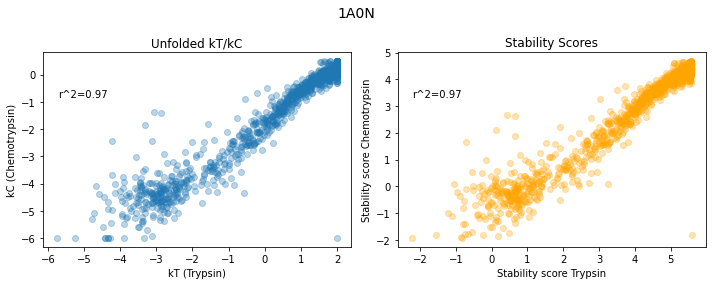 1A0N
Unfolded kT/kC
r^2=0.97
kC (Chemotrypsin)
0
−1
−2
−3
−4
−5
−6
−6 −5 −4 −3 −2 −1 0 1 2
kT (Trypsin)
Stability Scores
r^2=0.97
Stability score Chemotrypsin
5
4
3
2
1
0
−1
−2
−2 −1 0 1 2 3 4 5
Stability score Trypsin